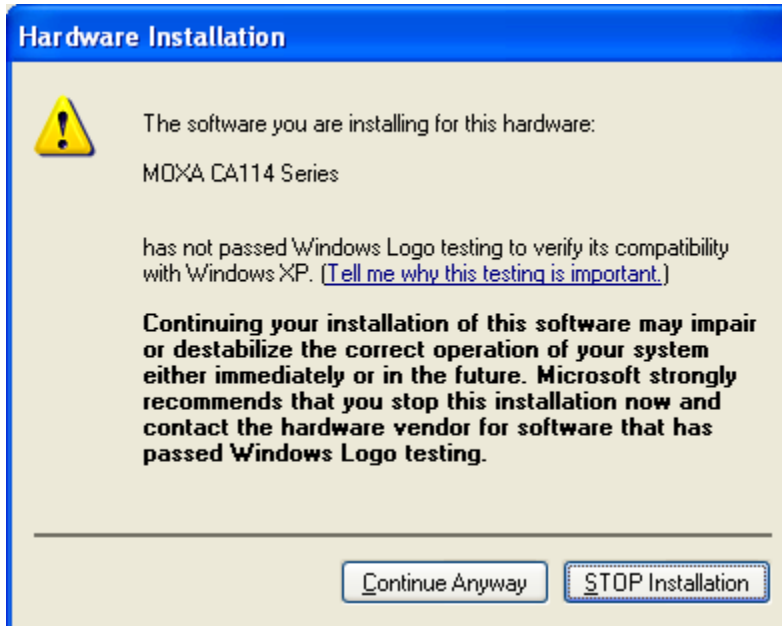 Hardware Installation
The software you are installing for this hardware:
MOXA CA114 Series
has not passed Windows Logo testing to verify its compatibility
with Windows XP. (Tell me why this testing is important.)
Continuing your installation of this software may impair
or destabilize the correct operation of your system
either immediately or in the future. Microsoft strongly
recommends that you stop this installation now and
contact the hardware vendor for software that has
passed Windows Logo testing.
Continue Anyway
STOP Installation